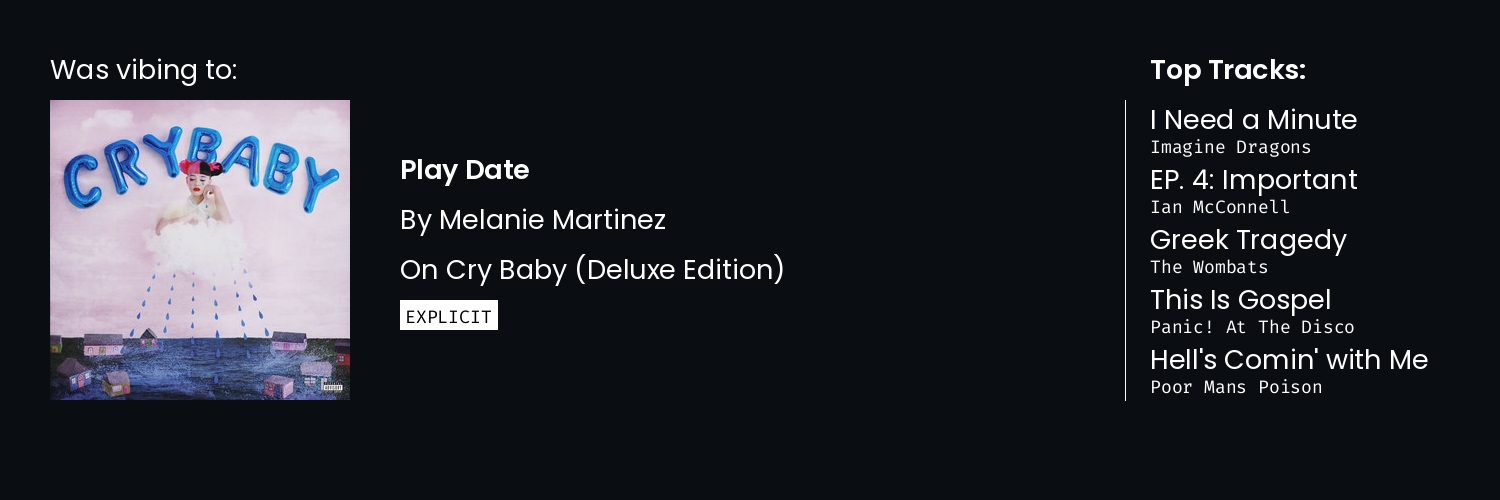 Was vibing to:
CRYBABY
Play Date
By Melanie Martinez
On Cry Baby (Deluxe Edition)
EXPLICIT
Top Tracks:
I Need a Minute
Imagine Dragons
EP. 4: Important
Ian McConnell
Greek Tragedy
The Wombats
This Is Gospel
Panic! At The Disco
Hell's Comin' with Me
Poor Mans Poison